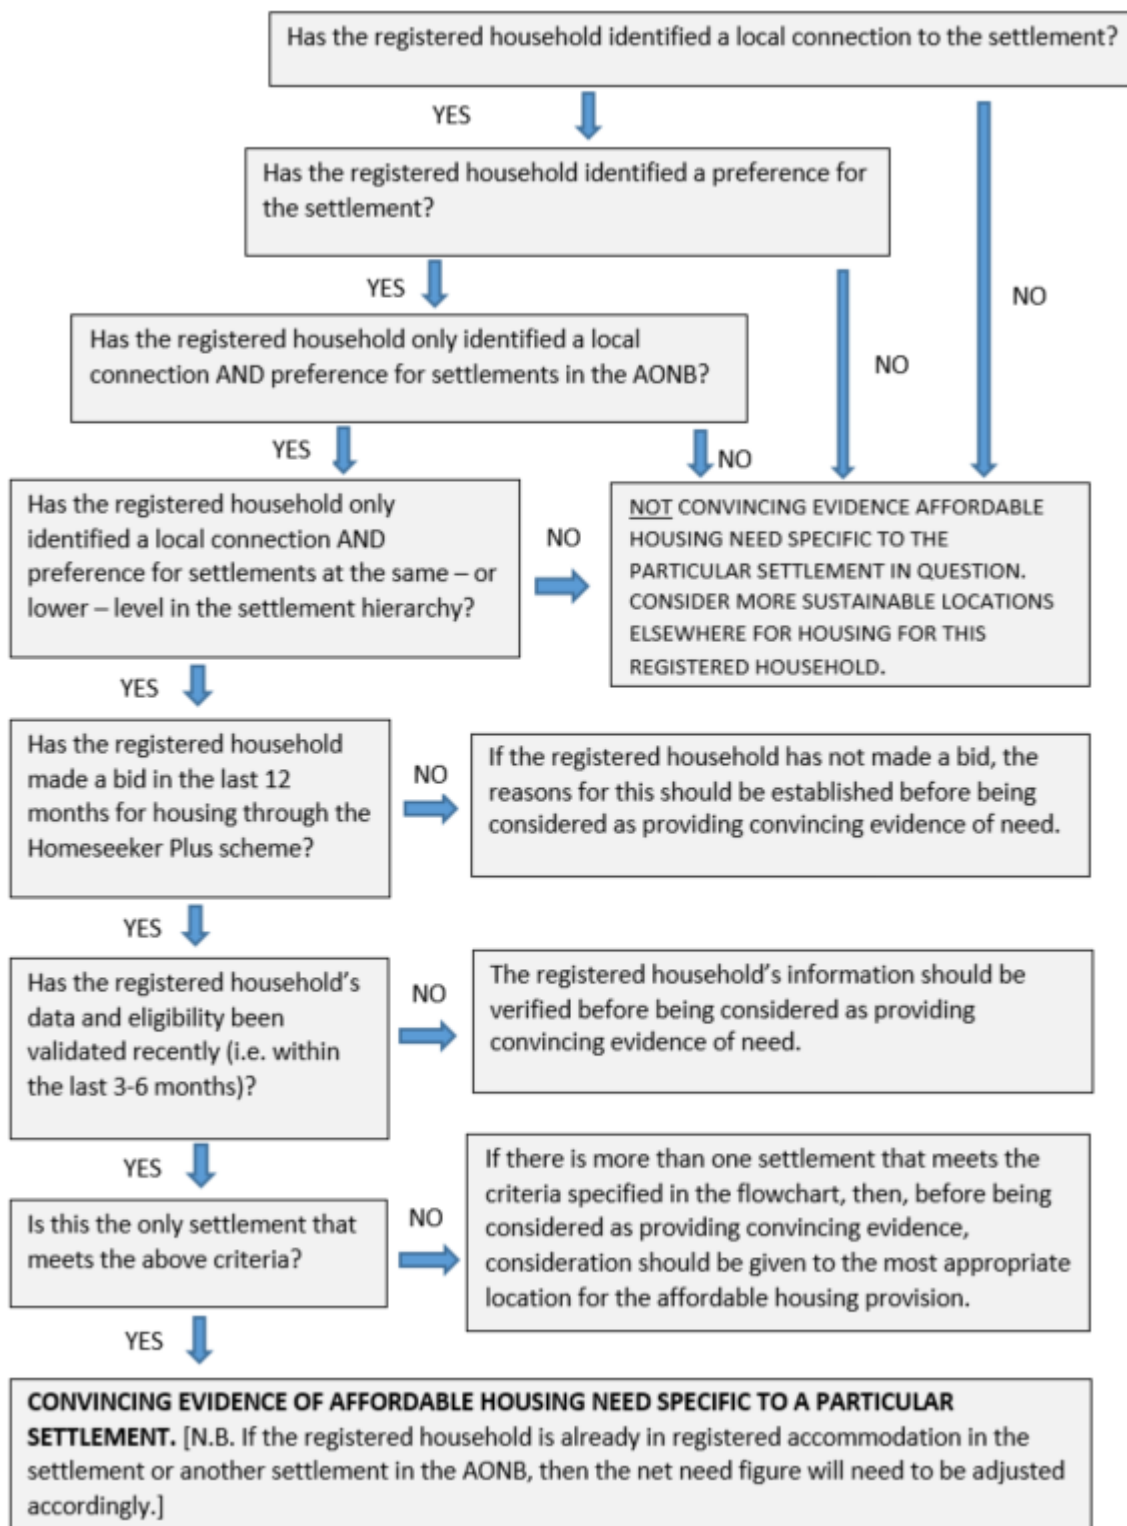 Has the registered household identified a local connection to the settlement?
YES
Has the registered household identified a preference for
the settlement?
NO
YES
NO
Has the registered household only identified a local
connection AND preference for settlements in the AONB?
YES
NO
Has the registered household only
identified a local connection AND
preference for settlements at the same – or
lower – level in the settlement hierarchy?
NO
NOT CONVINCING EVIDENCE AFFORDABLE
HOUSING NEED SPECIFIC TO THE
PARTICULAR SETTLEMENT IN QUESTION.
CONSIDER MORE SUSTAINABLE LOCATIONS
ELSEWHERE FOR HOUSING FOR THIS
REGISTERED HOUSEHOLD.
YES
Has the registered household
made a bid in the last 12
months for housing through the
Homeseeker Plus scheme?
NO
If the registered household has not made a bid, the
reasons for this should be established before being
considered as providing convincing evidence of need.
YES
Has the registered household's
data and eligibility been
validated recently (i.e. within
the last 3-6 months)?
NO
The registered household's information should be
verified before being considered as providing
convincing evidence of need.
YES
Is this the only settlement that
meets the above criteria?
NO
If there is more than one settlement that meets the
criteria specified in the flowchart, then, before being
considered as providing convincing evidence,
consideration should be given to the most appropriate
location for the affordable housing provision.
YES
CONVINCING EVIDENCE OF AFFORDABLE HOUSING NEED SPECIFIC TO A PARTICULAR
SETTLEMENT. [N.B. If the registered household is already in registered accommodation in the
settlement or another settlement in the AONB, then the net need figure will need to be adjusted
accordingly.]